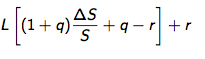 L[(1 + q) ΔS/S + q − r] + r